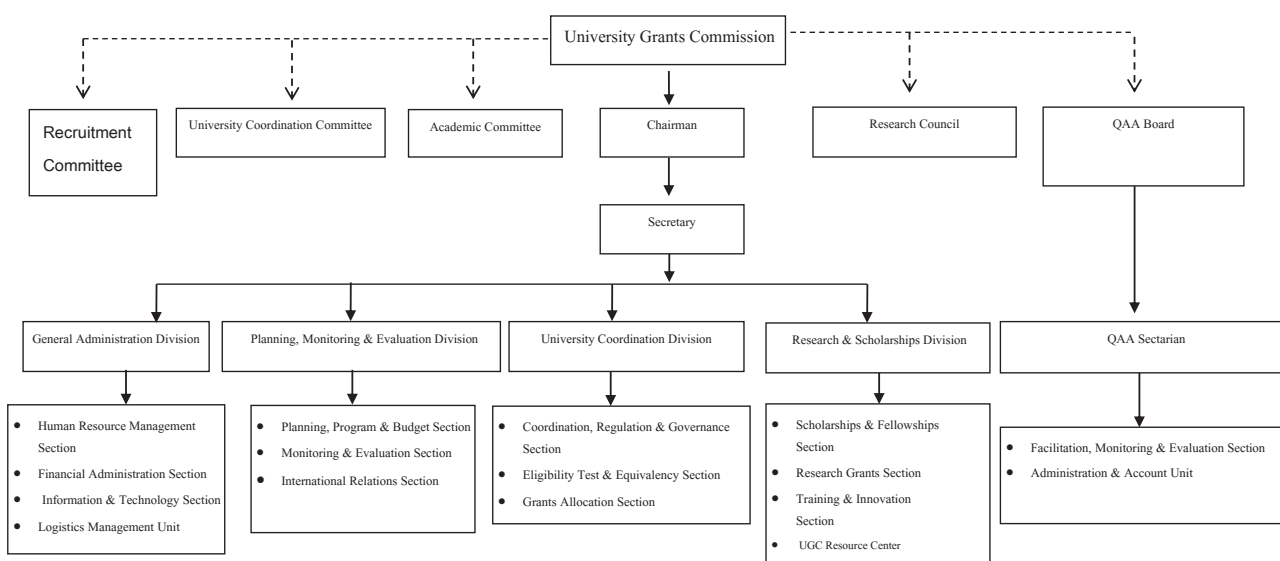 University Grants Commission
Recruitment
Committee
University Coordination Committee
Academic Committee
Chairman
Research Council
QAA Board
Secretary
General Administration Division
Planning, Monitoring & Evaluation Division
University Coordination Division
Research & Scholarships Division
QAA Sectarian
● Human Resource Management
Section
● Financial Administration Section
● Information & Technology Section
● Logistics Management Unit
● Planning, Program & Budget Section
● Monitoring & Evaluation Section
● International Relations Section
● Coordination, Regulation & Governance
Section
● Eligibility Test & Equivalency Section
● Grants Allocation Section
● Scholarships & Fellowships
Section
● Research Grants Section
● Training & Innovation
Section
● UGC Resource Center
● Facilitation, Monitoring & Evaluation Section
● Administration & Account Unit